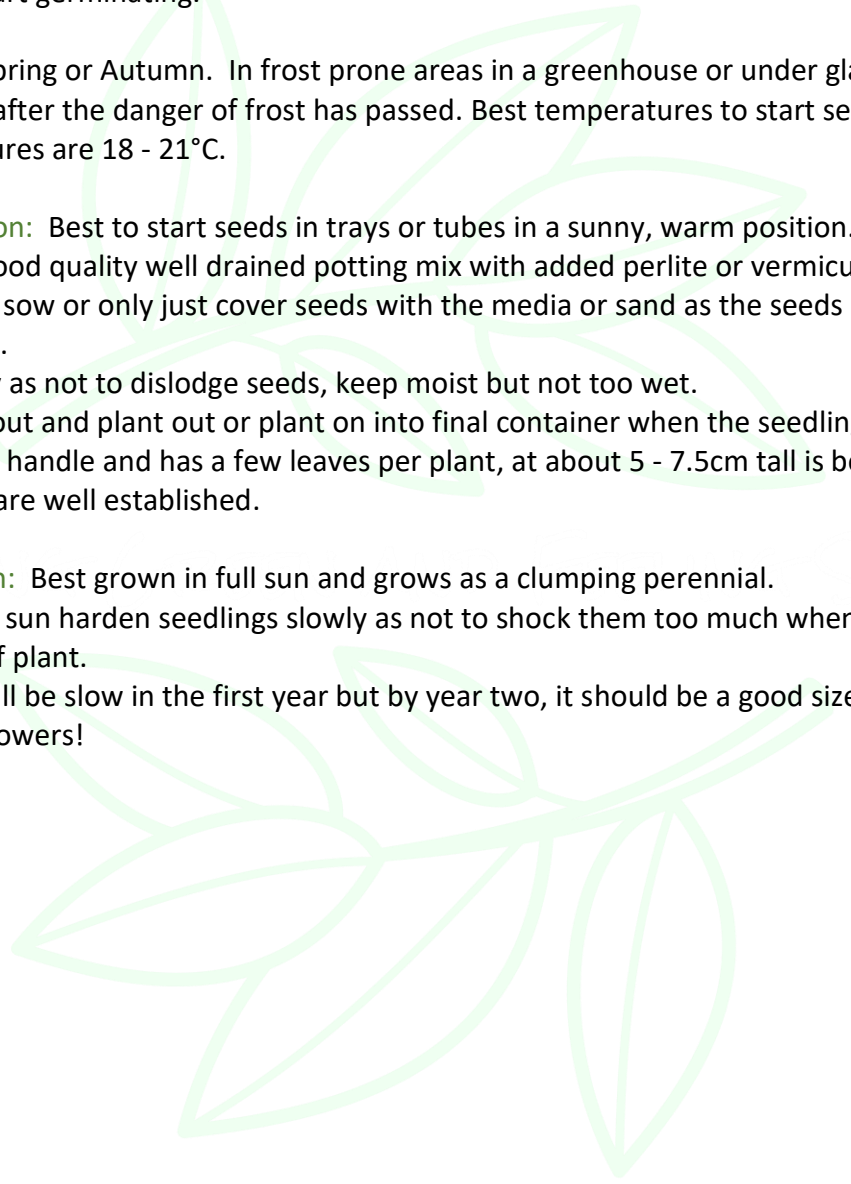 art germinating.
pring or Autumn. In frost prone areas in a greenhouse or under gla
after the danger of frost has passed. Best temperatures to start se
ures are 18 - 21°C.
on: Best to start seeds in trays or tubes in a sunny, warm position.
ood quality well drained potting mix with added perlite or vermicu
sow or only just cover seeds with the media or sand as the seeds
.
as not to dislodge seeds, keep moist but not too wet.
out and plant out or plant on into final container when the seedlin
handle and has a few leaves per plant, at about 5 - 7.5cm tall is be
are well established.
n: Best grown in full sun and grows as a clumping perennial.
sun harden seedlings slowly as not to shock them too much when
f plant.
ll be slow in the first year but by year two, it should be a good size
owers!